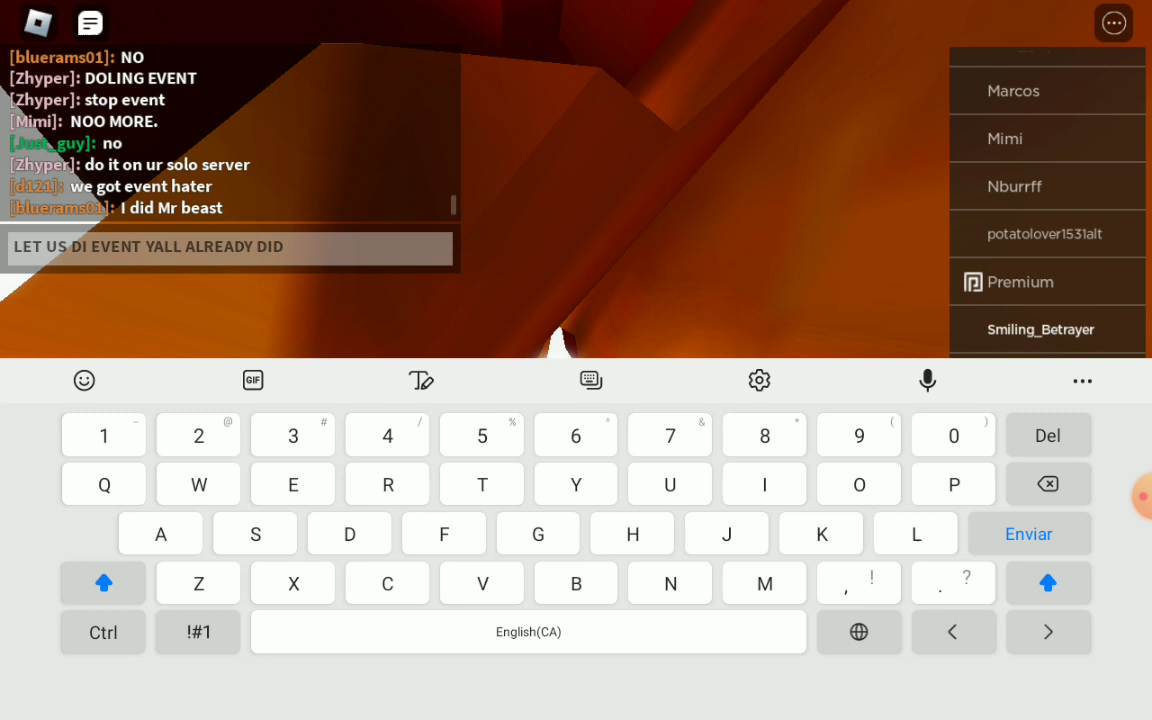 [bluerams01]: NO
[Zhyper]: DOLING EVENT
[Zhyper]: stop event
[Mimi]: NOO MORE.
[Just_guy]: no
[Zhyper]: do it on ur solo server
[d121]: we got event hater
[bluerams01]: I did Mr beast
LET US DI EVENT YALL ALREADY DID
Marcos
Mimi
Nburrff
potatolover1531alt
Premium
Smiling_Betrayer
GIF
1 - 2 @ 3 # 4 / 5 % 6 ^ 7 & 8 * 9 ( 0 ) Del
Q W E R T Y U I O P
A S D F G H J K L Enviar
Z X C V B N M , ! . ?
Ctrl !#1 English(CA) < >